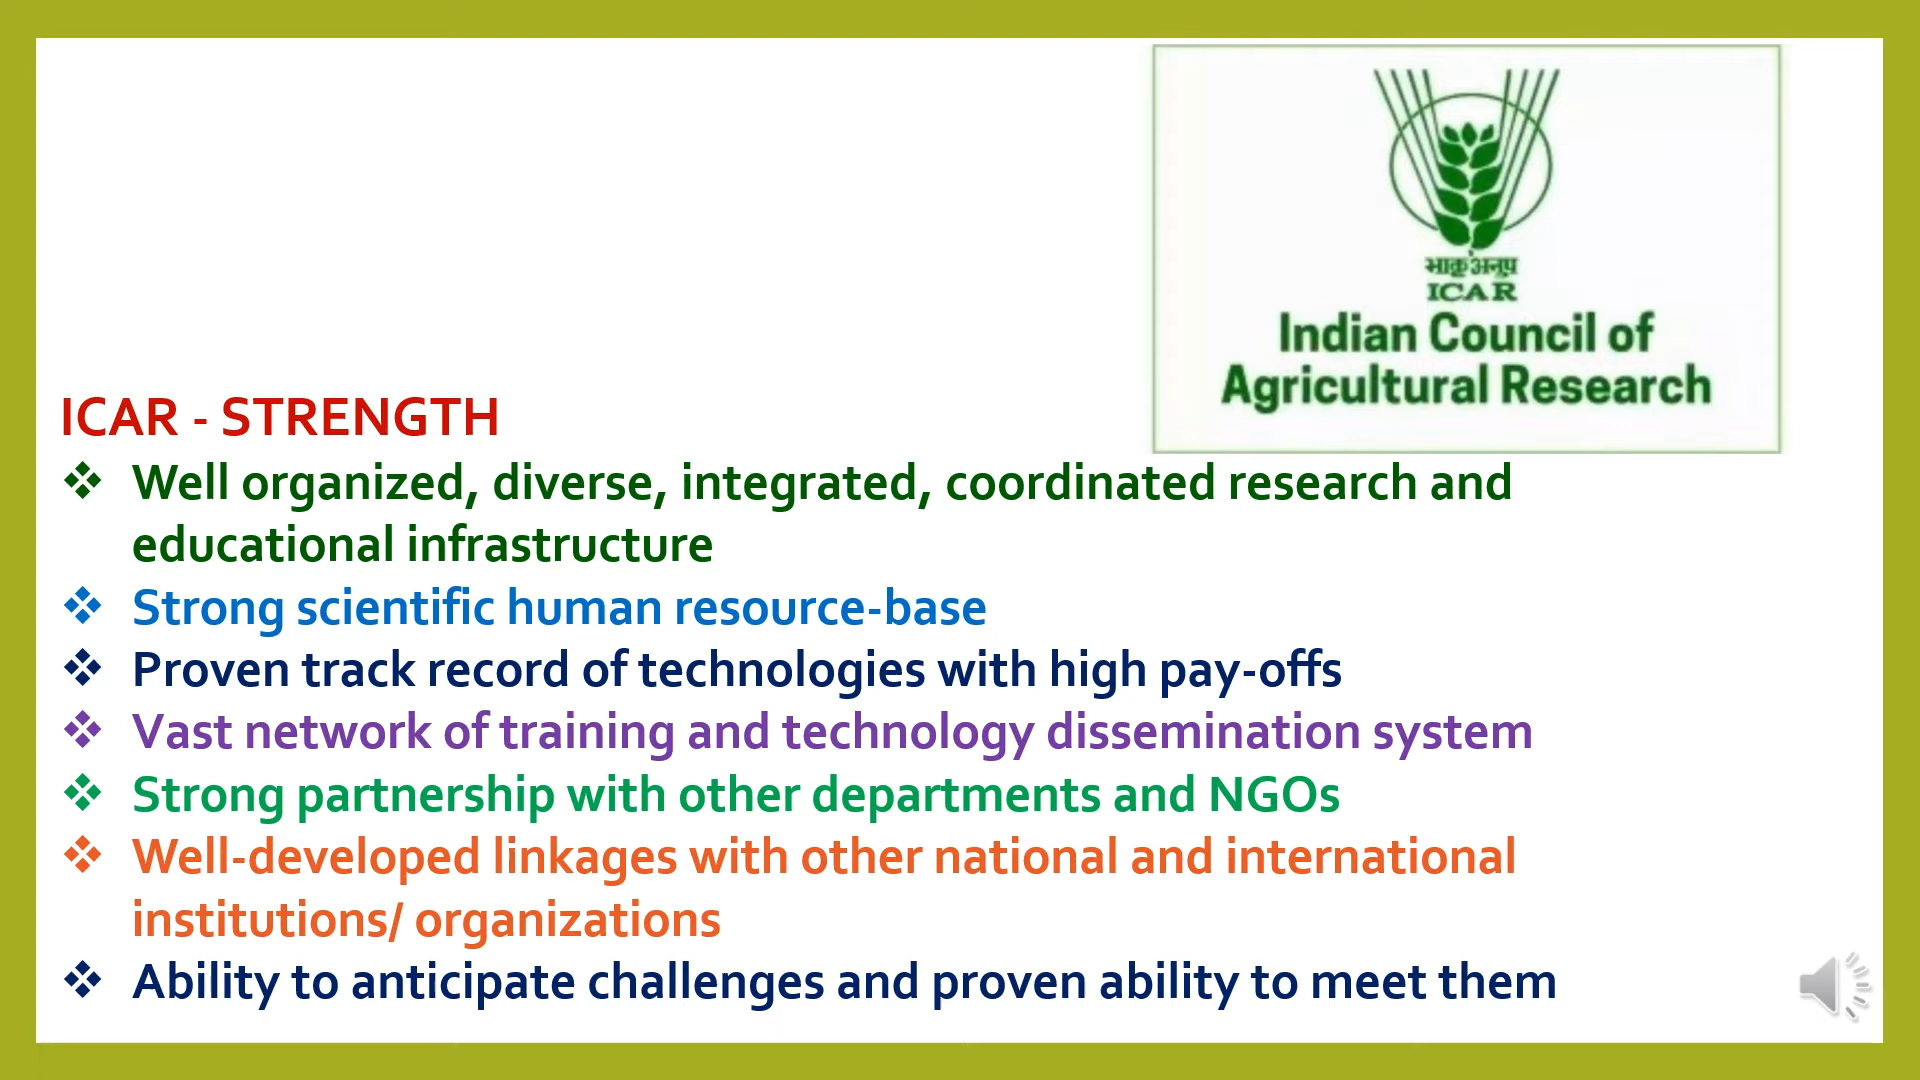 भाकृअनुप
ICAR
Indian Council of
Agricultural Research
ICAR - STRENGTH
❖ Well organized, diverse, integrated, coordinated research and
educational infrastructure
❖ Strong scientific human resource-base
❖ Proven track record of technologies with high pay-offs
❖ Vast network of training and technology dissemination system
❖ Strong partnership with other departments and NGOs
❖ Well-developed linkages with other national and international
institutions/ organizations
❖ Ability to anticipate challenges and proven ability to meet them